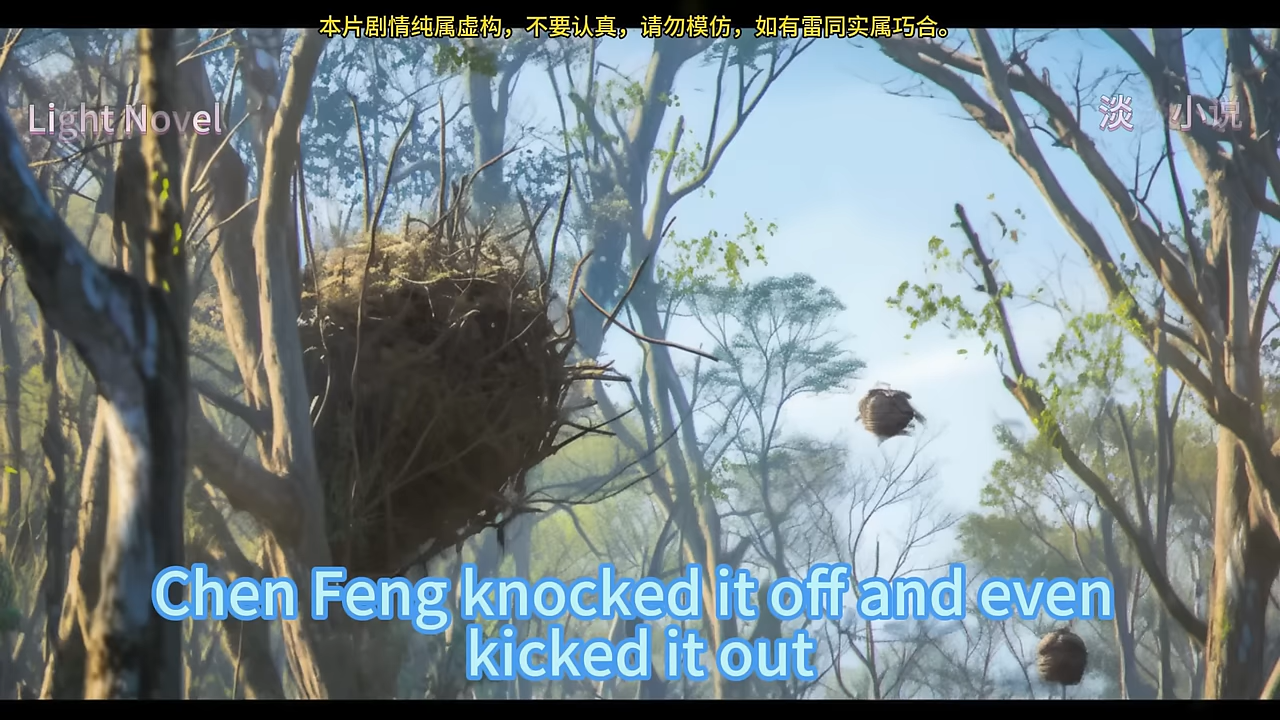 本片剧情纯属虚构，不要认真，请勿模仿，如有雷同实属巧合。
Light Novel
淡 小说
Chen Feng knocked it off and even
kicked it out